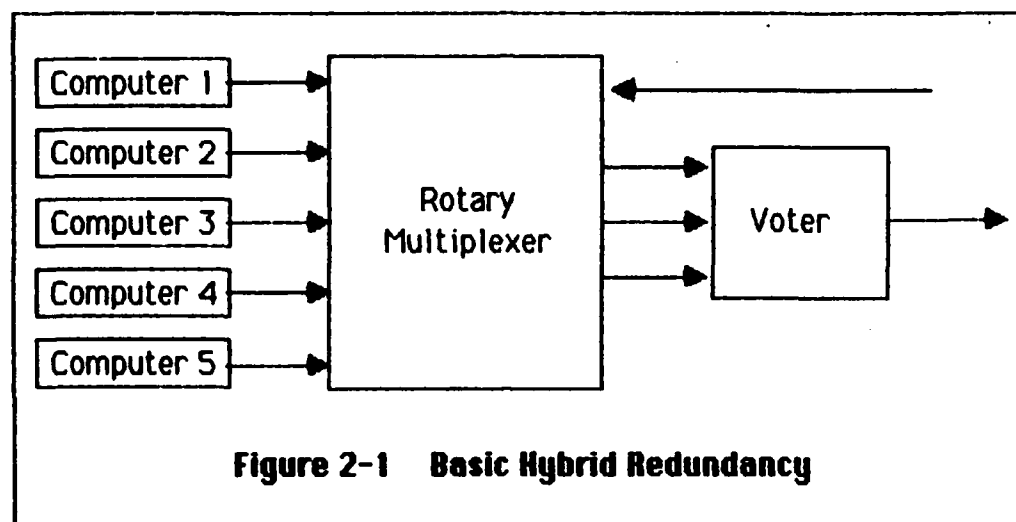 Computer 1
Computer 2
Computer 3
Computer 4
Computer 5
Rotary
Multiplexer
Voter
Figure 2-1 Basic Hybrid Redundancy